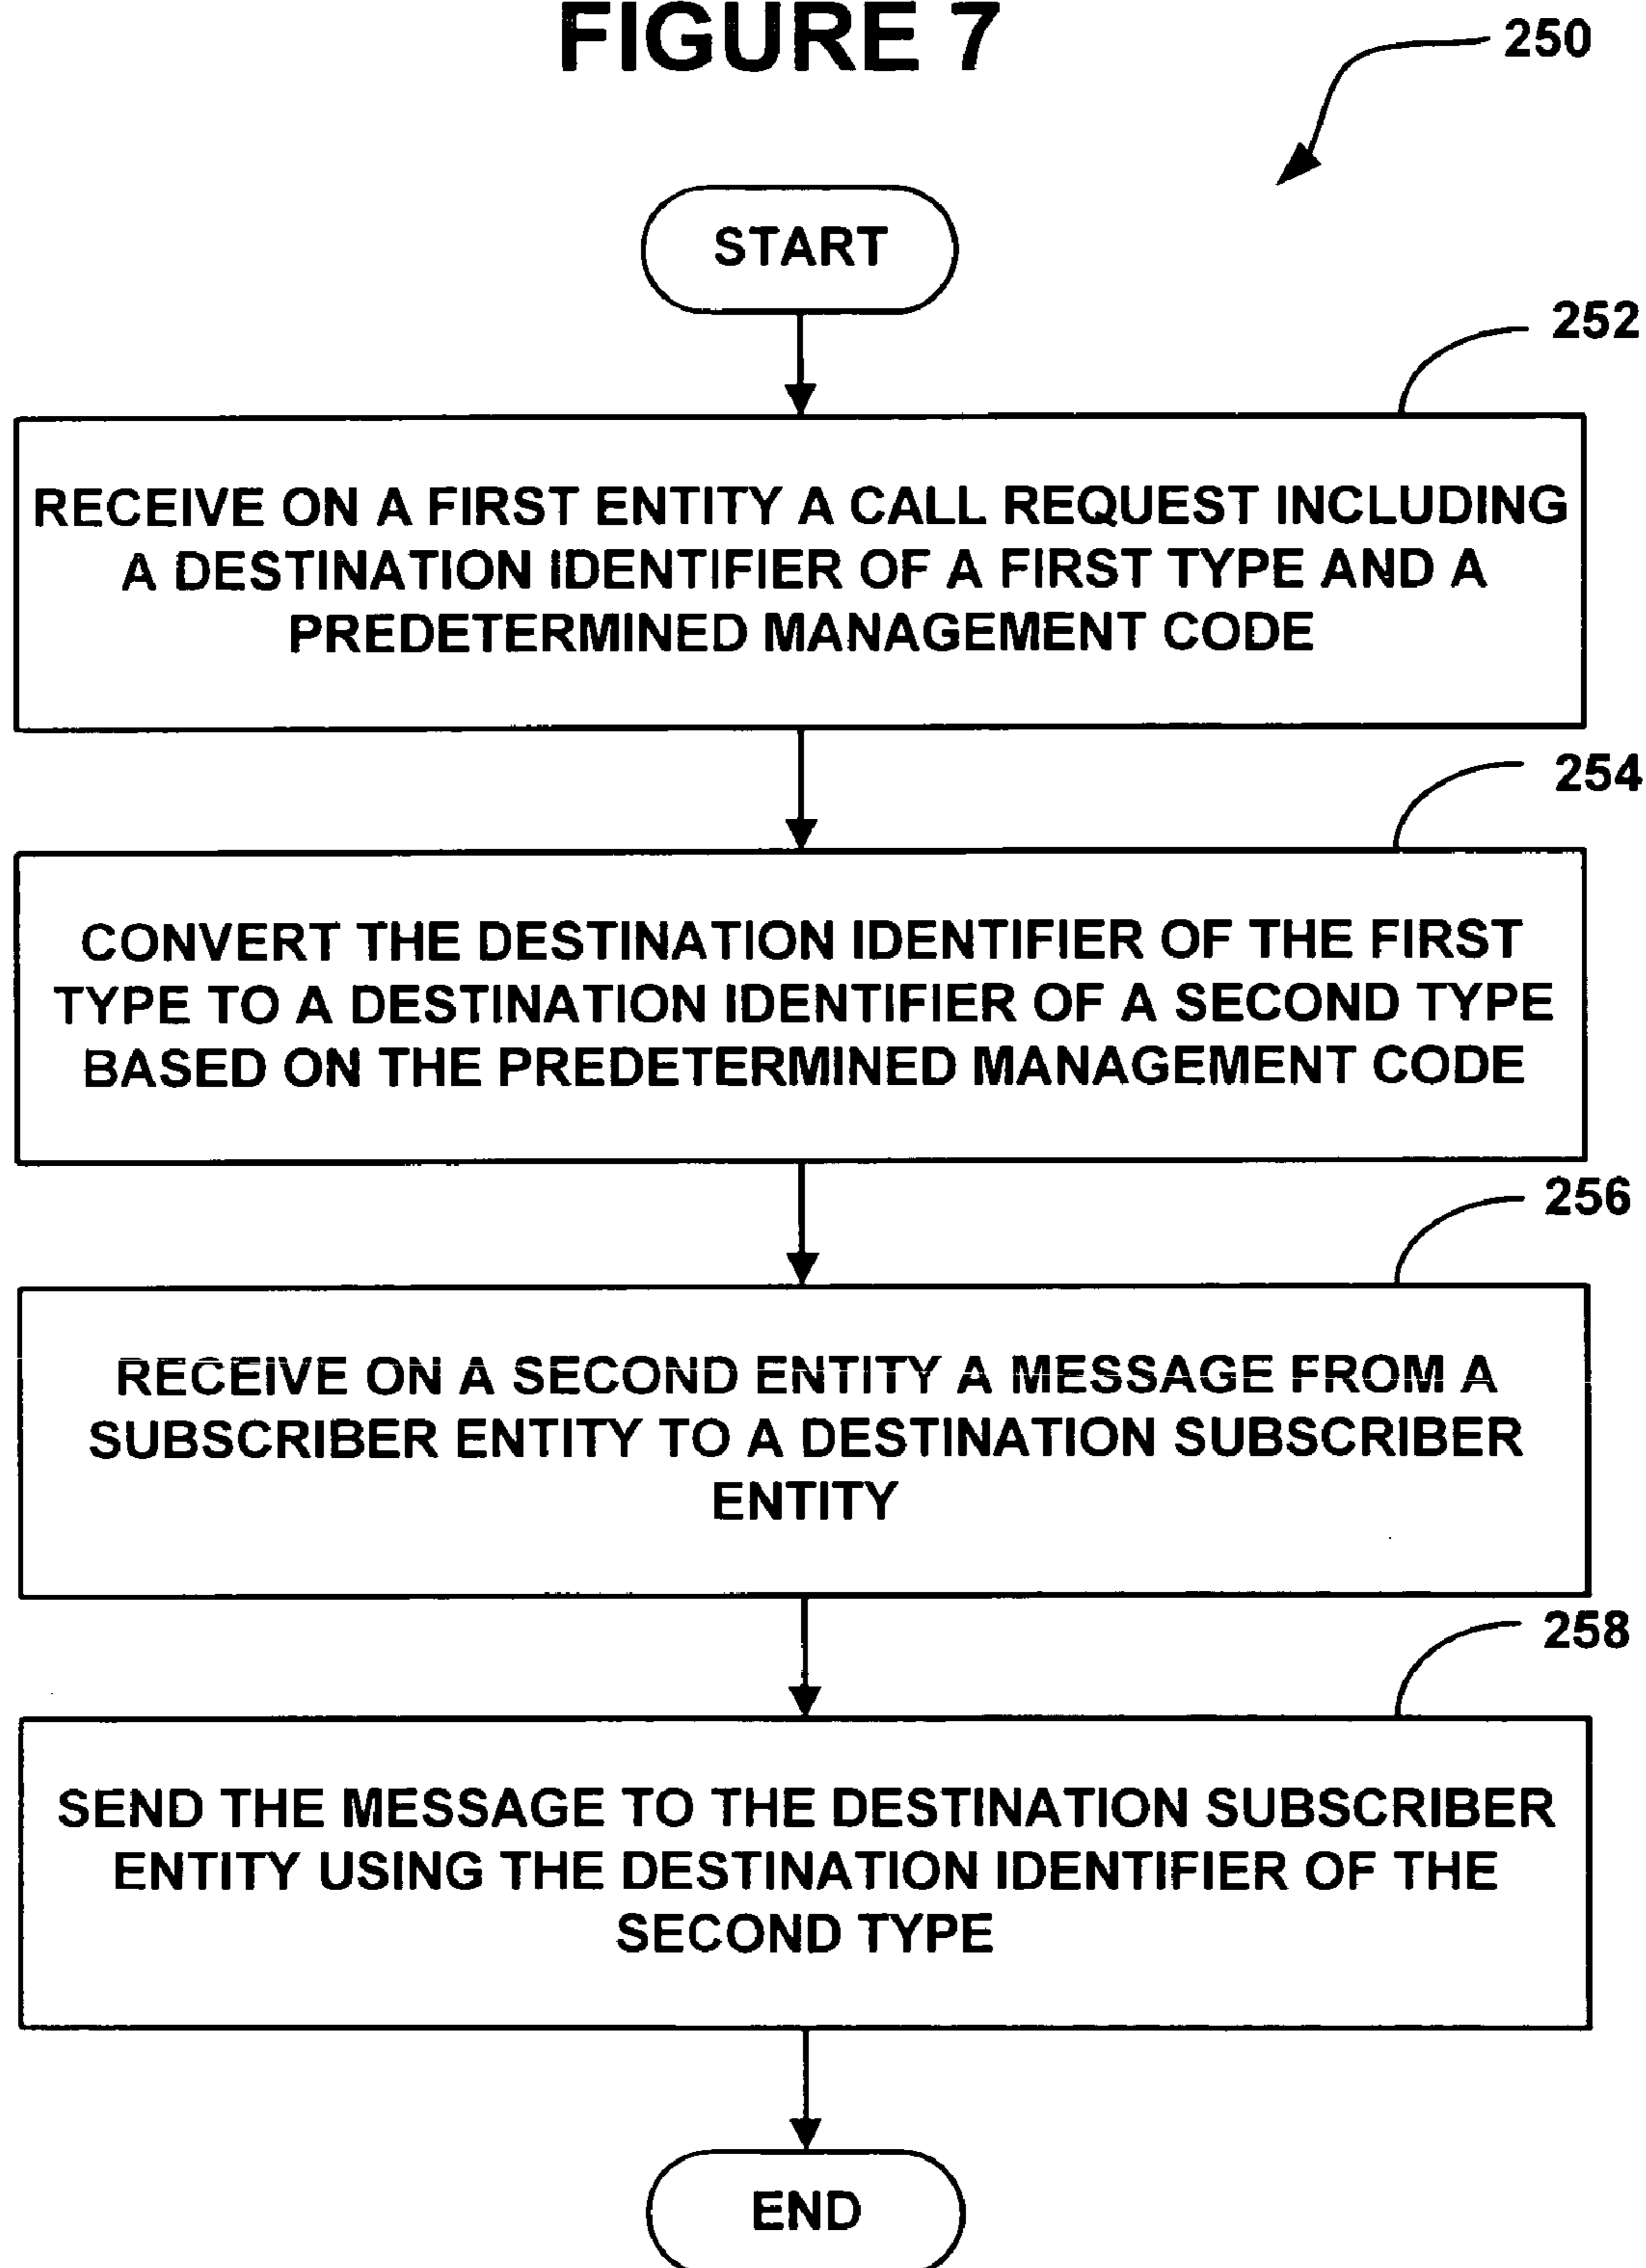 FIGURE 7
250
START
252
RECEIVE ON A FIRST ENTITY A CALL REQUEST INCLUDING
A DESTINATION IDENTIFIER OF A FIRST TYPE AND A
PREDETERMINED MANAGEMENT CODE
254
CONVERT THE DESTINATION IDENTIFIER OF THE FIRST
TYPE TO A DESTINATION IDENTIFIER OF A SECOND TYPE
BASED ON THE PREDETERMINED MANAGEMENT CODE
256
RECEIVE ON A SECOND ENTITY A MESSAGE FROM A
SUBSCRIBER ENTITY TO A DESTINATION SUBSCRIBER
ENTITY
258
SEND THE MESSAGE TO THE DESTINATION SUBSCRIBER
ENTITY USING THE DESTINATION IDENTIFIER OF THE
SECOND TYPE
END